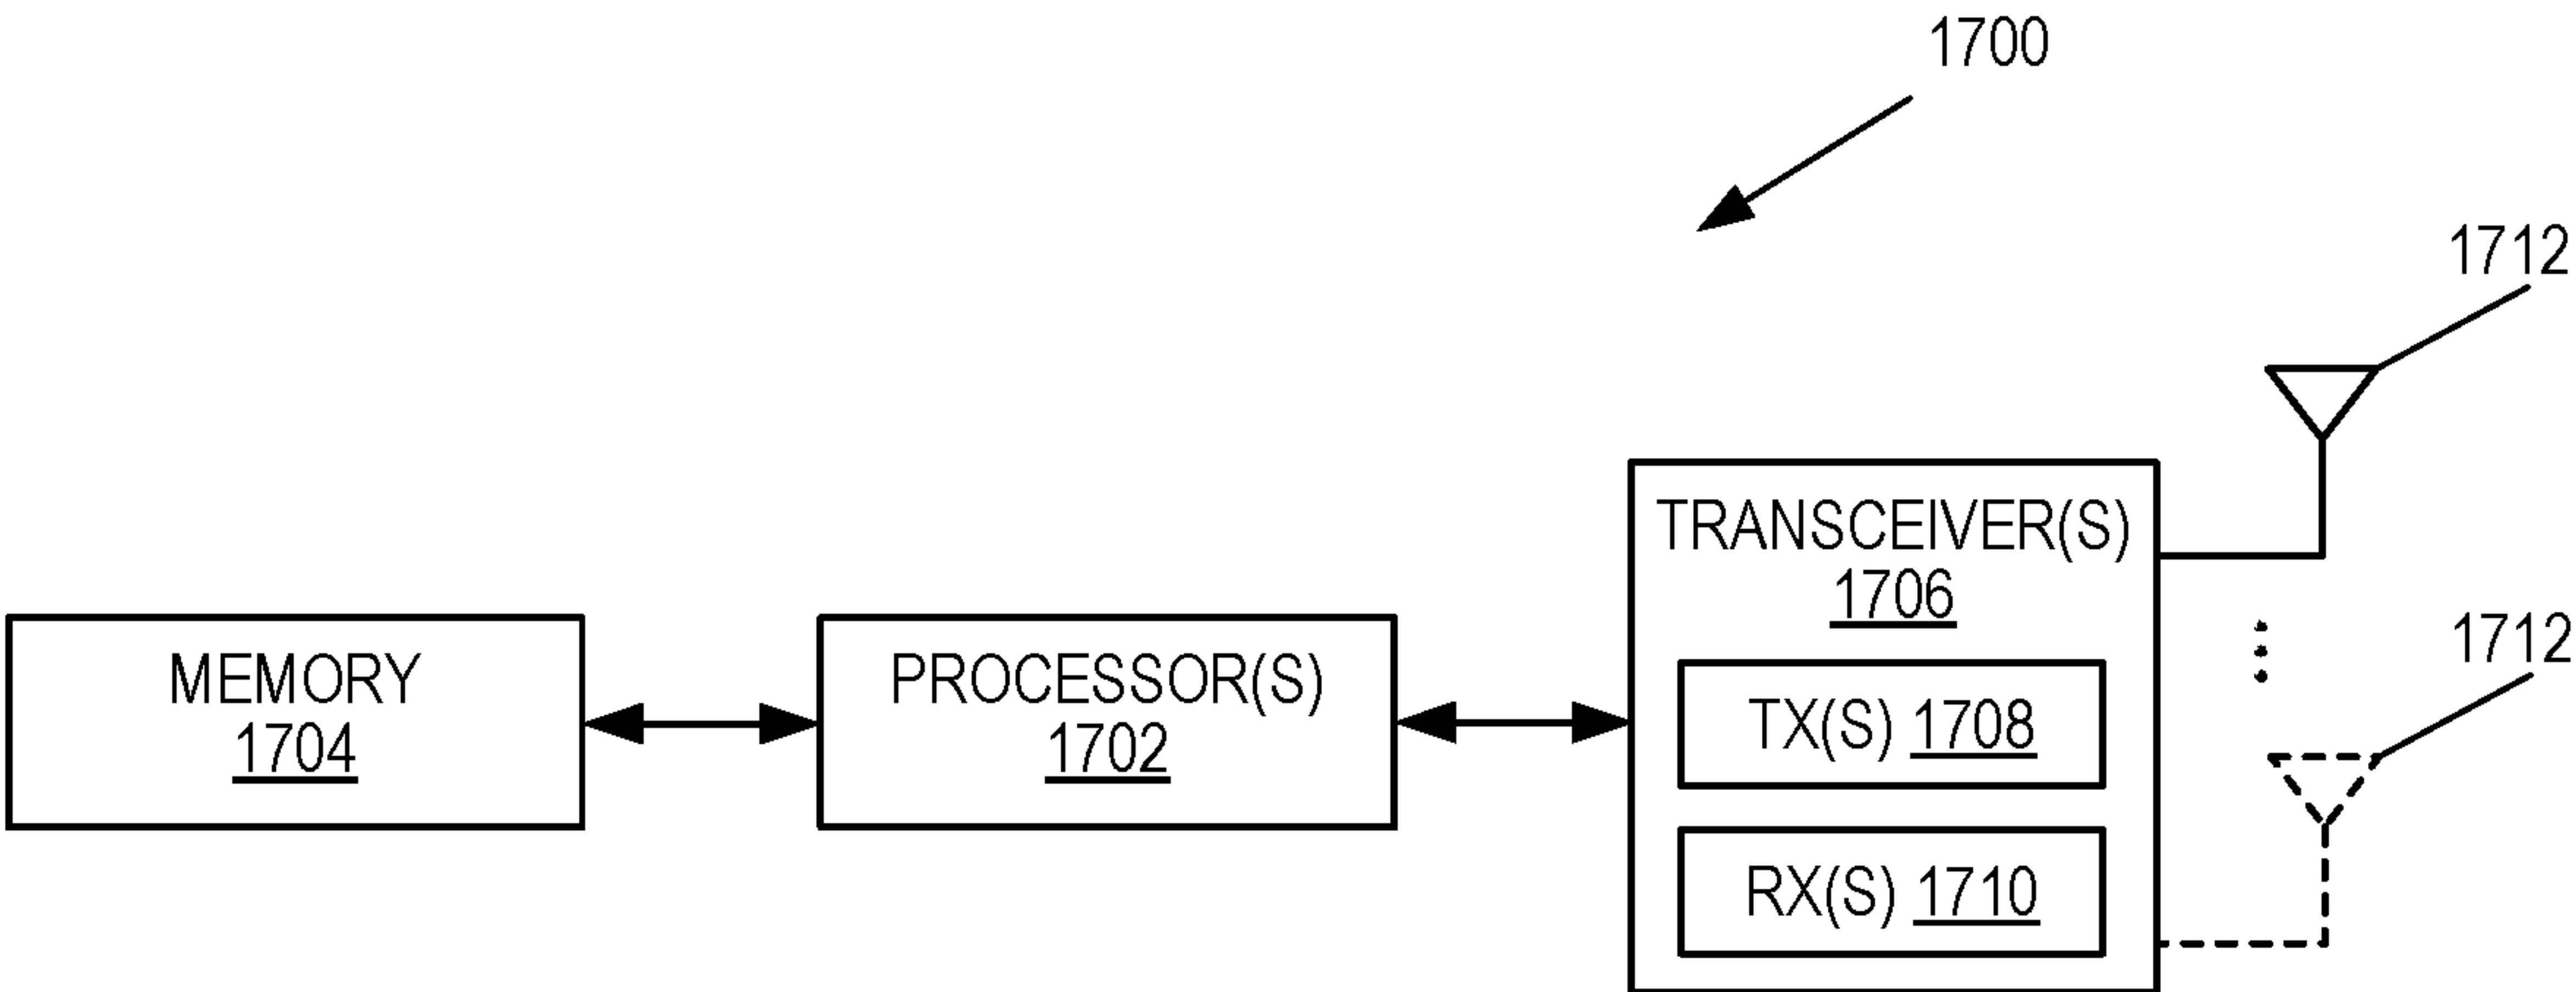 1700
1712
TRANSCEIVER(S)
1706
1712
MEMORY
1704
PROCESSOR(S)
1702
TX(S) 1708
RX(S) 1710